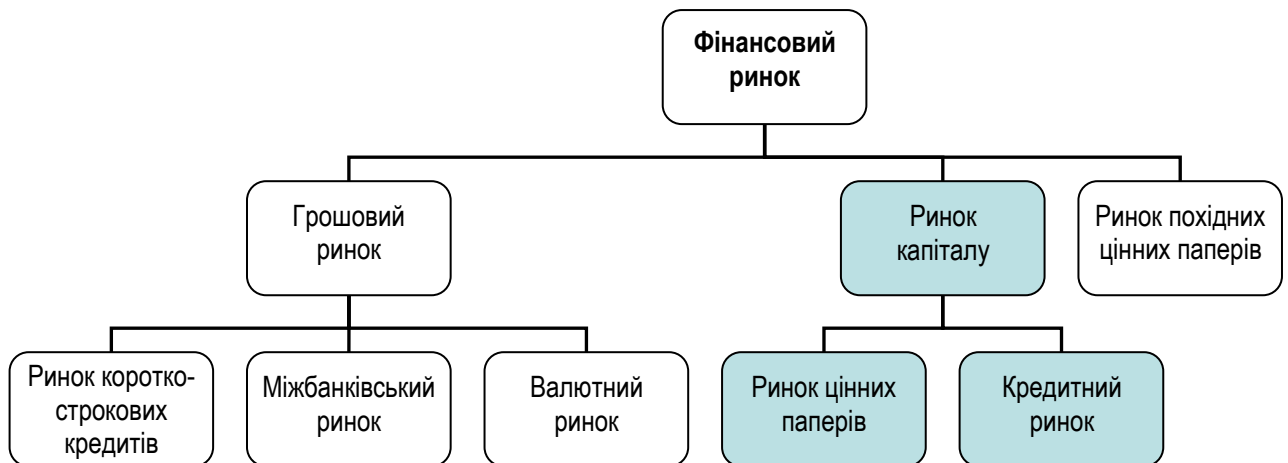 Фінансовий
ринок
Грошовий
ринок
Ринок
капіталу
Ринок похідних
цінних паперів
Ринок коротко-
строкових
кредитів
Міжбанківський
ринок
Валютний
ринок
Ринок цінних
паперів
Кредитний
ринок